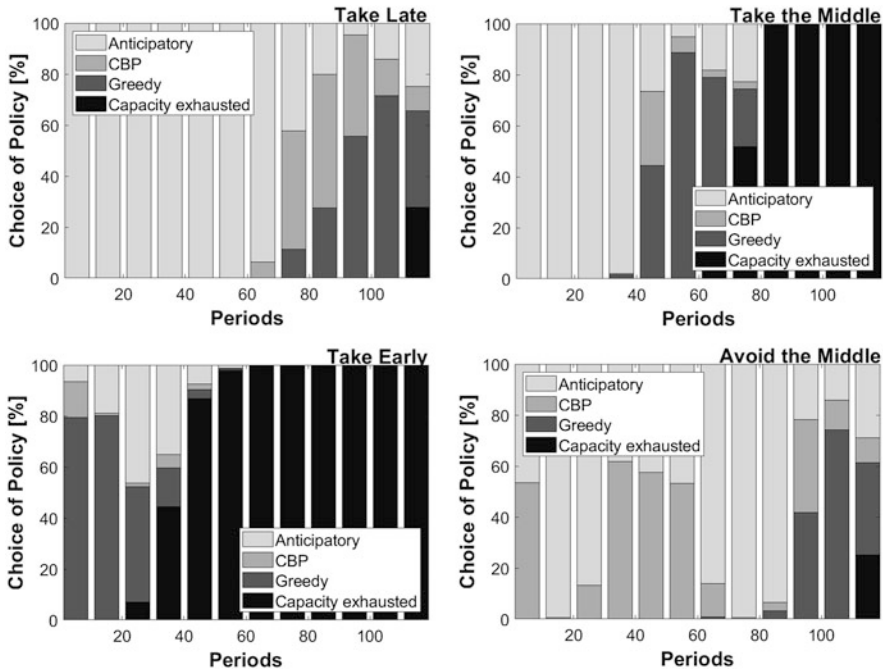 Take Late
Choice of Policy [%]
100
80
60
40
20
0
Anticipatory
CBP
Greedy
Capacity exhausted
20 40 60 80 100
Periods
Take the Middle
Choice of Policy [%]
100
80
60
40
20
0
Anticipatory
CBP
Greedy
Capacity exhausted
20 40 60 80 100
Periods
Take Early
Choice of Policy [%]
100
80
60
40
20
0
Anticipatory
CBP
Greedy
Capacity exhausted
20 40 60 80 100
Periods
Avoid the Middle
Choice of Policy [%]
100
80
60
40
20
0
Anticipatory
CBP
Greedy
Capacity exhausted
20 40 60 80 100
Periods